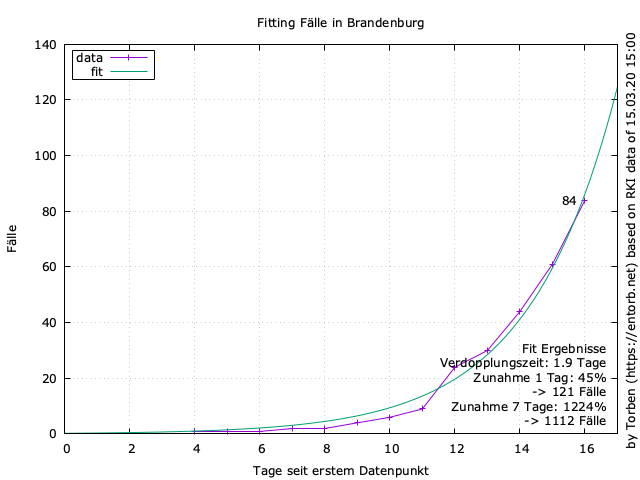 Fitting Fälle in Brandenburg
data
fit
140
120
100
80
60
40
20
0
Fälle
84
Fit Ergebnisse
Verdopplungszeit: 1.9 Tage
Zunahme 1 Tag: 45%
-> 121 Fälle
Zunahme 7 Tage: 1224%
-> 1112 Fälle
0 2 4 6 8 10 12 14 16
Tage seit erstem Datenpunkt
by Torben (https://entorb.net) based on RKI data of 15.03.20 15:00